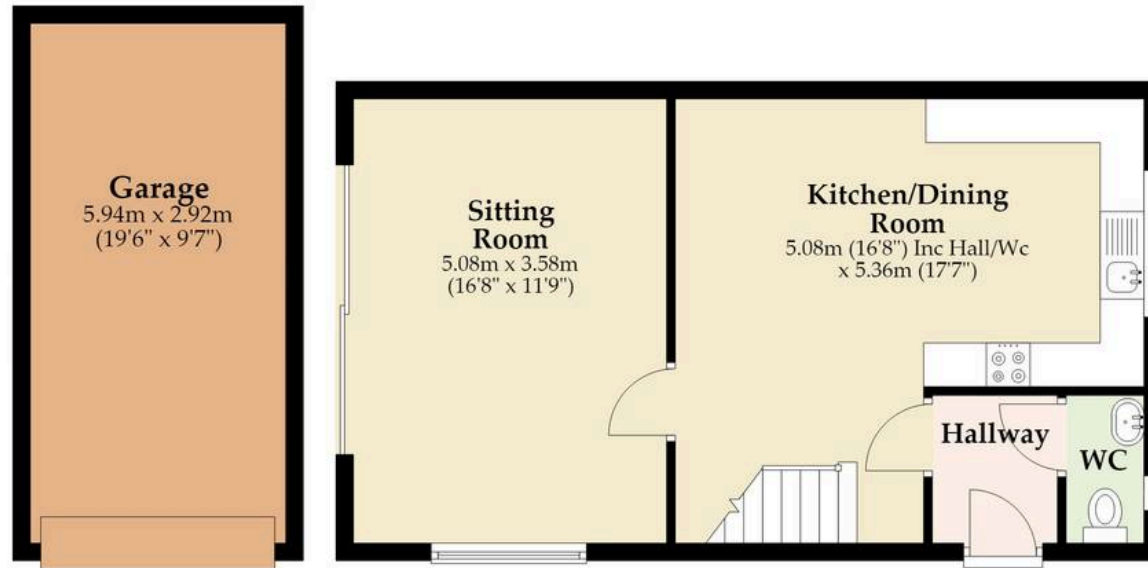 Garage
5.94m x 2.92m
(19'6" x 9'7")
Sitting
Room
5.08m x 3.58m
(16'8" x 11'9")
Kitchen/Dining
Room
5.08m (16'8") Inc Hall/Wc
x 5.36m (17'7")
Hallway
WC